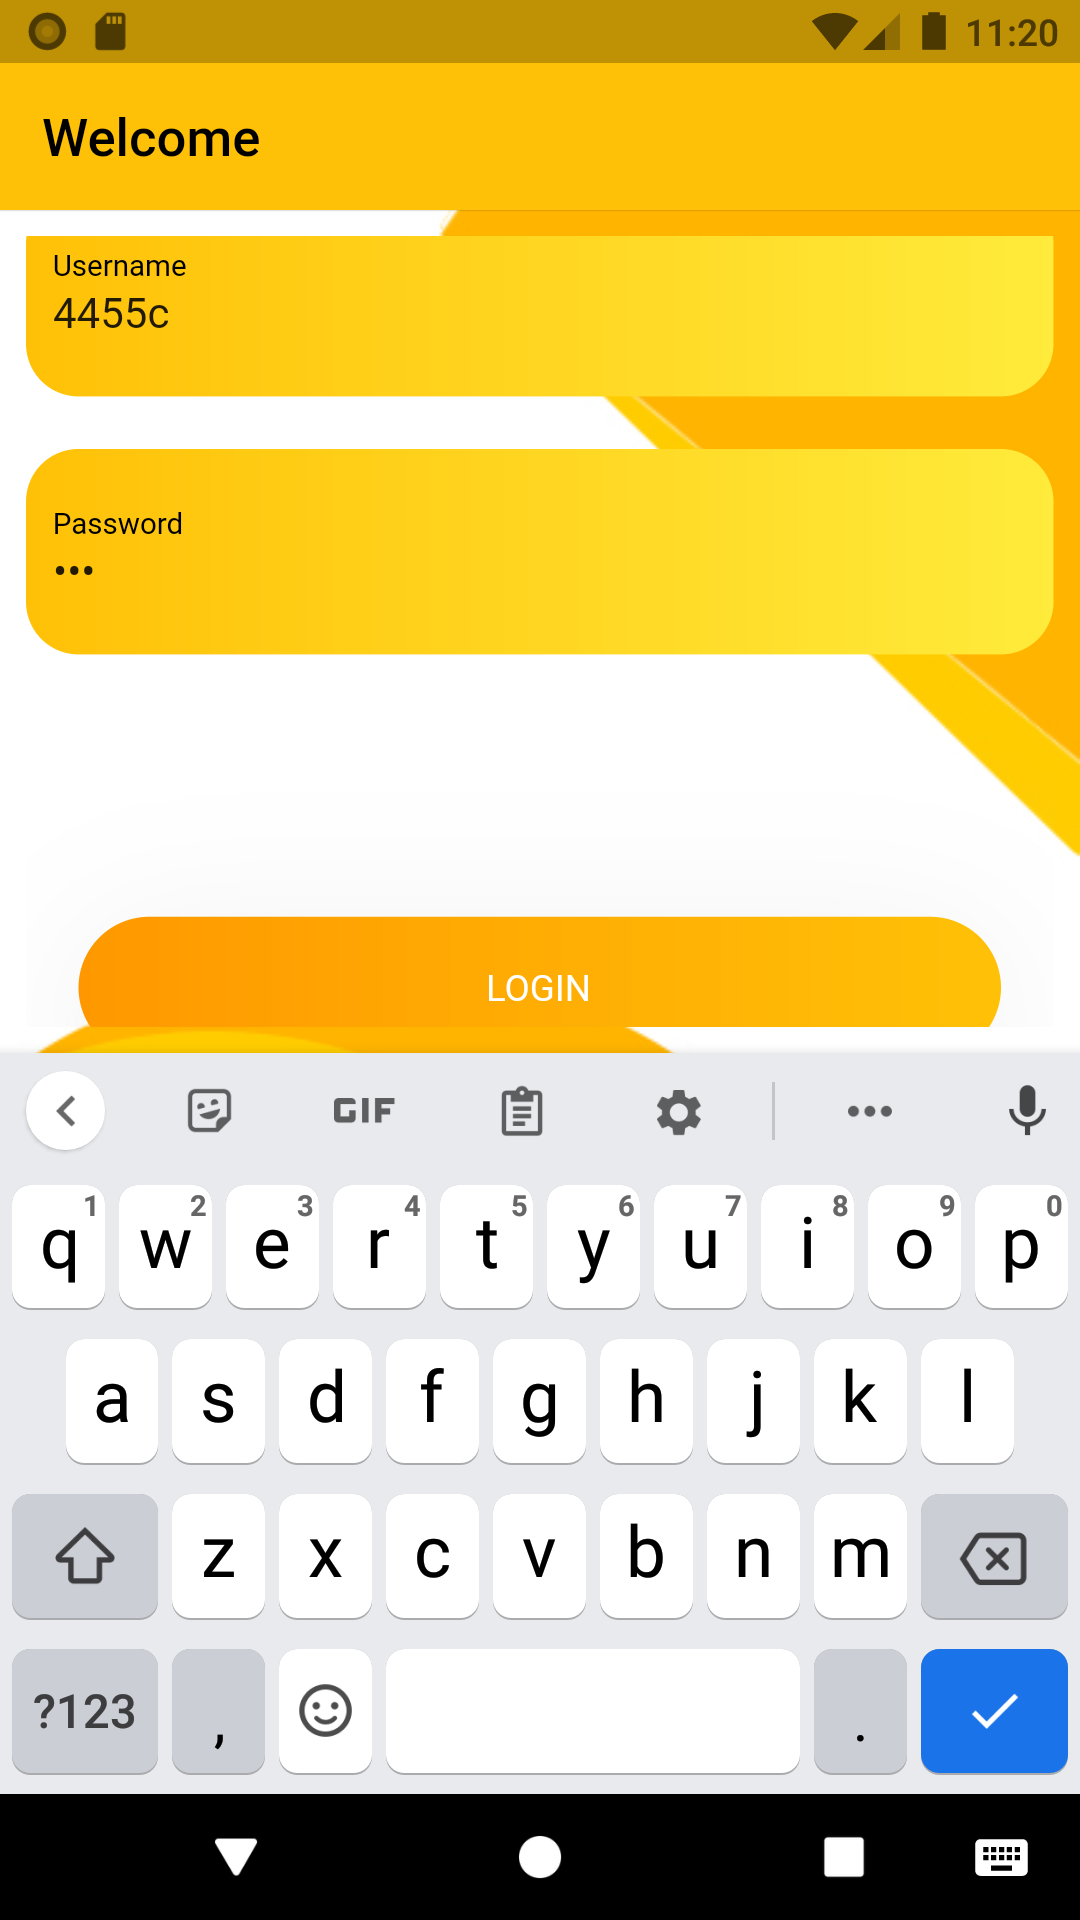 11:20
Welcome
Username
4455c
Password
•••
LOGIN
GIF
q 1 w 2 e 3 r 4 t 5 y 6 u 7 i 8 o 9 p 0
a s d f g h j k l
z x c v b n m
?123 , .